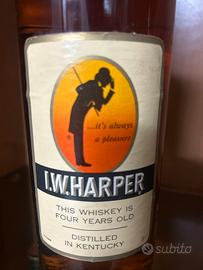 ...it's always
a pleasure
I.W.HARPER
THIS WHISKEY IS
FOUR YEARS OLD
DISTILLED
IN KENTUCKY
subito